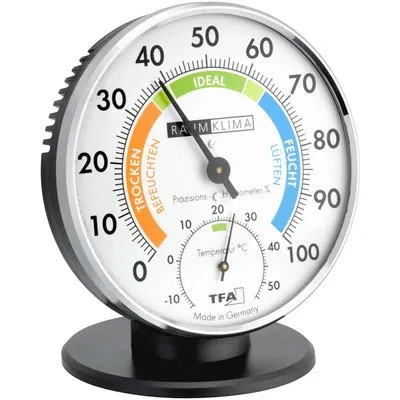 0 10 20 30 40 50 60 70 80 90 100
IDEAL
RAUMKLIMA
TROCKEN
BEFEUCHTEN
FEUCHT
LÜFTEN
Präzisions - Hygrometer %
-10 0 10 20 30 40 50
Temperatur °C
TFA
Made in Germany